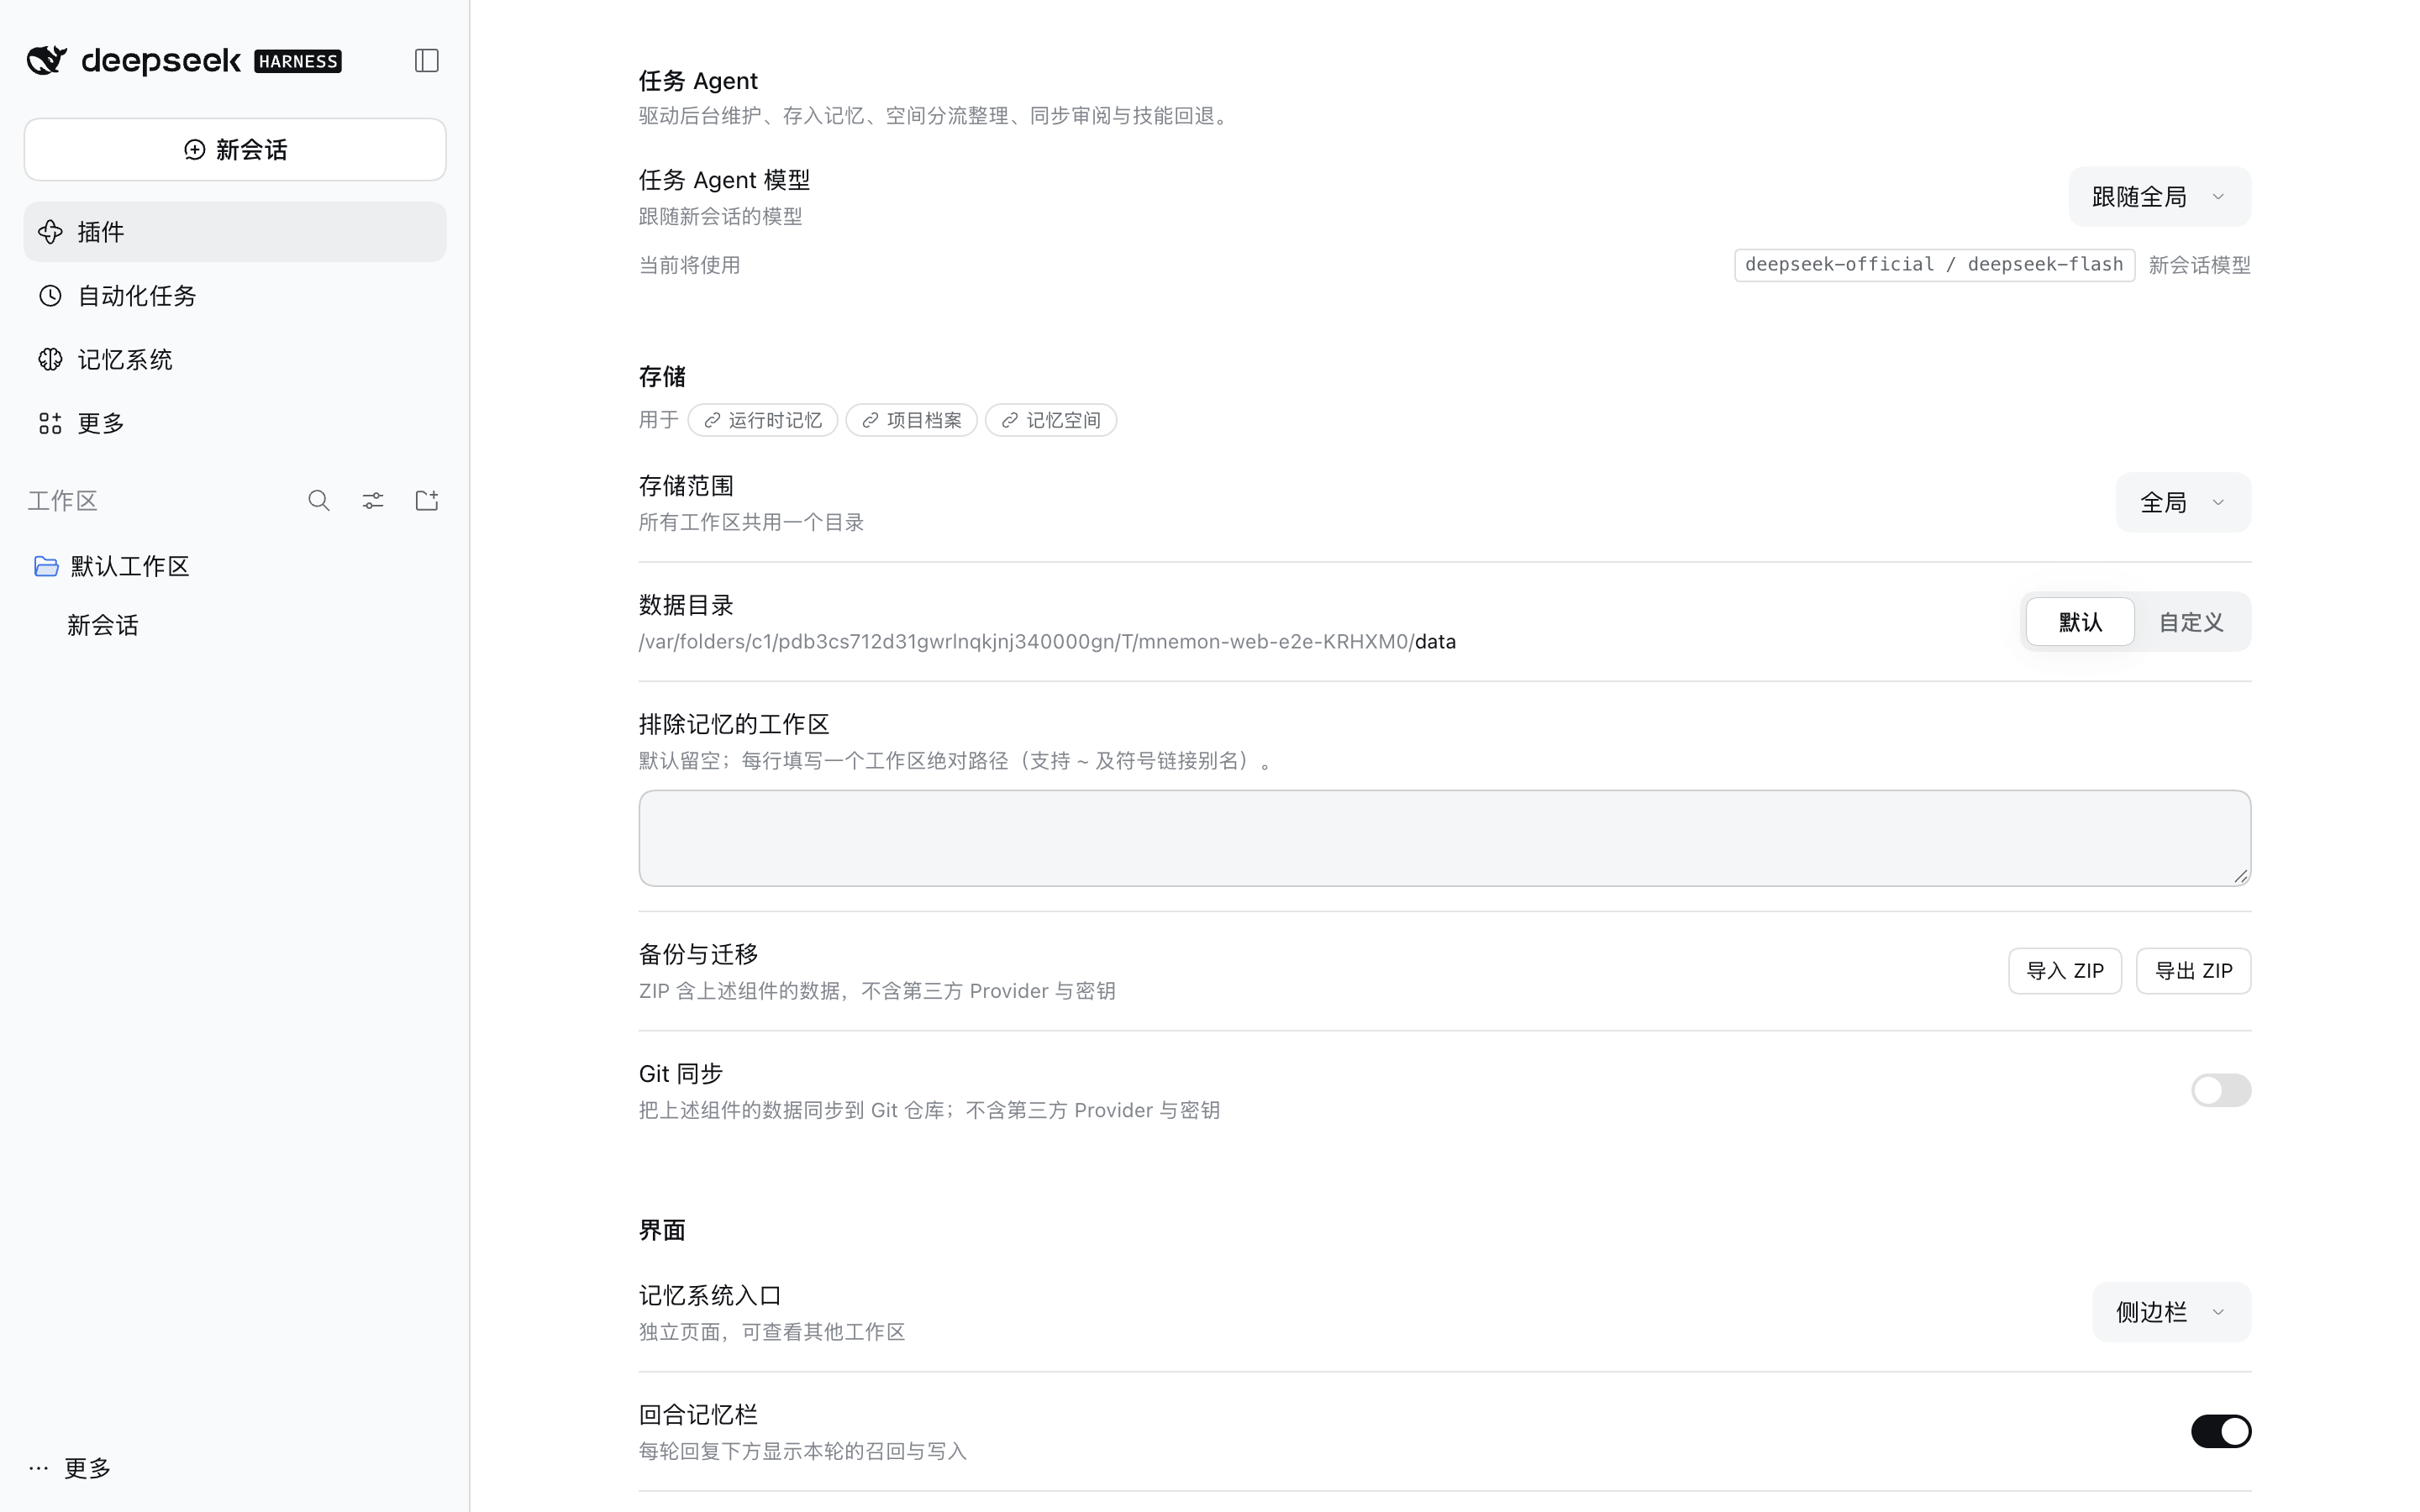 deepseek HARNESS
新会话
插件
自动化任务
记忆系统
更多
工作区
默认工作区
新会话
更多
任务 Agent
驱动后台维护、存入记忆、空间分流整理、同步审阅与技能回退。
任务 Agent 模型
跟随新会话的模型
跟随全局
当前将使用
deepseek-official / deepseek-flash 新会话模型
存储
用于 运行时记忆 项目档案 记忆空间
存储范围
所有工作区共用一个目录
全局
数据目录
/var/folders/c1/pdb3cs712d31gwrlnqkjnj340000gn/T/mnemon-web-e2e-KRHXM0/data
默认 自定义
排除记忆的工作区
默认留空；每行填写一个工作区绝对路径（支持 ~ 及符号链接别名）。
备份与迁移
ZIP 含上述组件的数据，不含第三方 Provider 与密钥
导入 ZIP 导出 ZIP
Git 同步
把上述组件的数据同步到 Git 仓库；不含第三方 Provider 与密钥
界面
记忆系统入口
独立页面，可查看其他工作区
侧边栏
回合记忆栏
每轮回复下方显示本轮的召回与写入